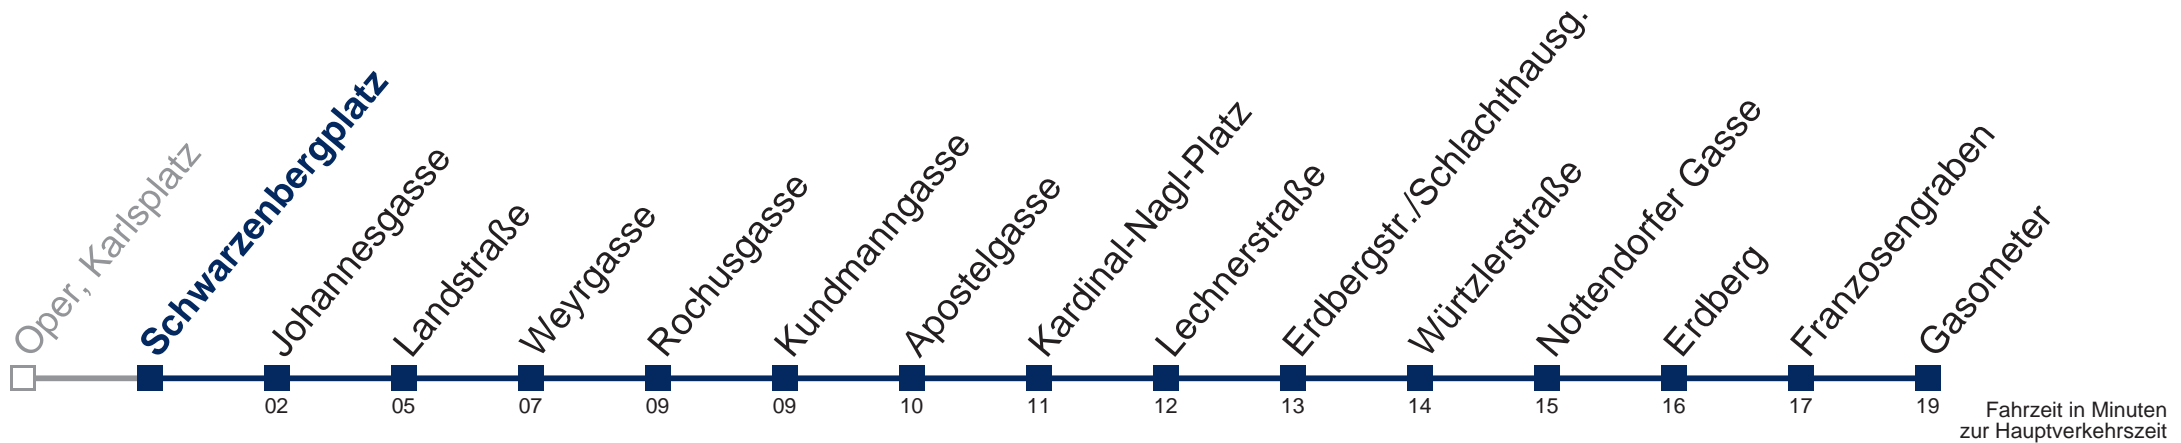 Oper, Karlsplatz
Schwarzenbergplatz
Johannesgasse
Landstraße
Weyrgasse
Rochusgasse
Kundmanngasse
Apostelgasse
Kardinal-Nagl-Platz
Lechnerstraße
Erdbergstr./Schlachthausg.
Würtzlerstraße
Nottendorfer Gasse
Erdberg
Franzosengraben
Gasometer
02
05
07
09
09
10
11
12
13
14
15
16
17
19
Fahrzeit in Minuten
zur Hauptverkehrszeit